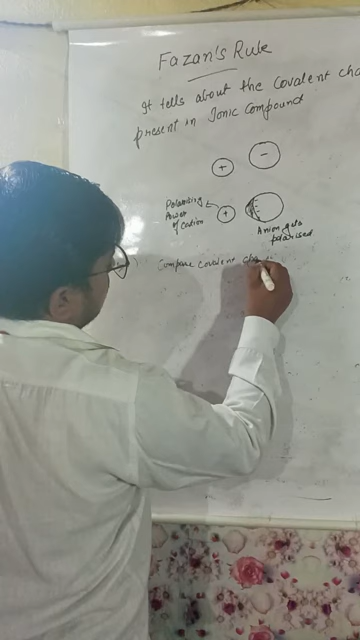 Fazan's Rule
It tells about the Covalent cha
present in Ionic Compound
+
-
Polarising
Power
of cation
+
Anion gets
polarised
Compare covalent cha